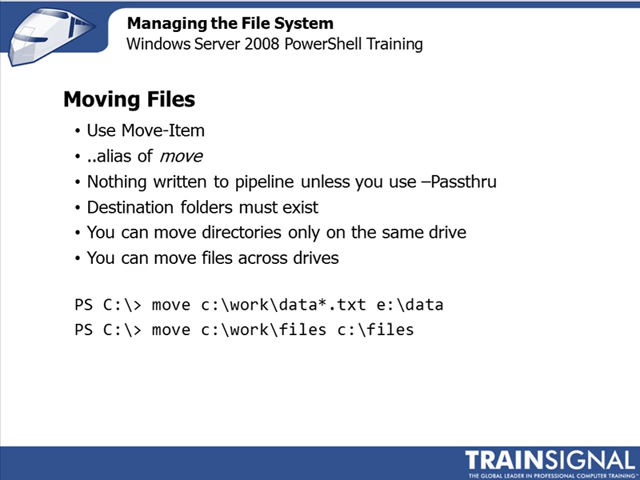 Managing the File System
Windows Server 2008 PowerShell Training
Moving Files
• Use Move-Item
• ..alias of move
• Nothing written to pipeline unless you use –Passthru
• Destination folders must exist
• You can move directories only on the same drive
• You can move files across drives
PS C:\> move c:\work\data*.txt e:\data
PS C:\> move c:\work\files c:\files
TRAINSIGNAL
THE GLOBAL LEADER IN PROFESSIONAL COMPUTER TRAINING